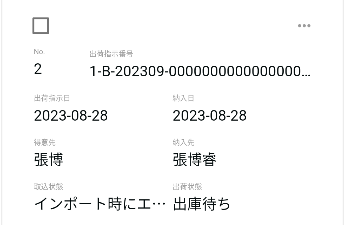 No.
出荷指示番号
2
1-B-202309-0000000000000000...
出荷指示日
納入日
2023-08-28
2023-08-28
得意先
納入先
張博
張博睿
取込状態
出荷状態
インポート時にエ…
出庫待ち